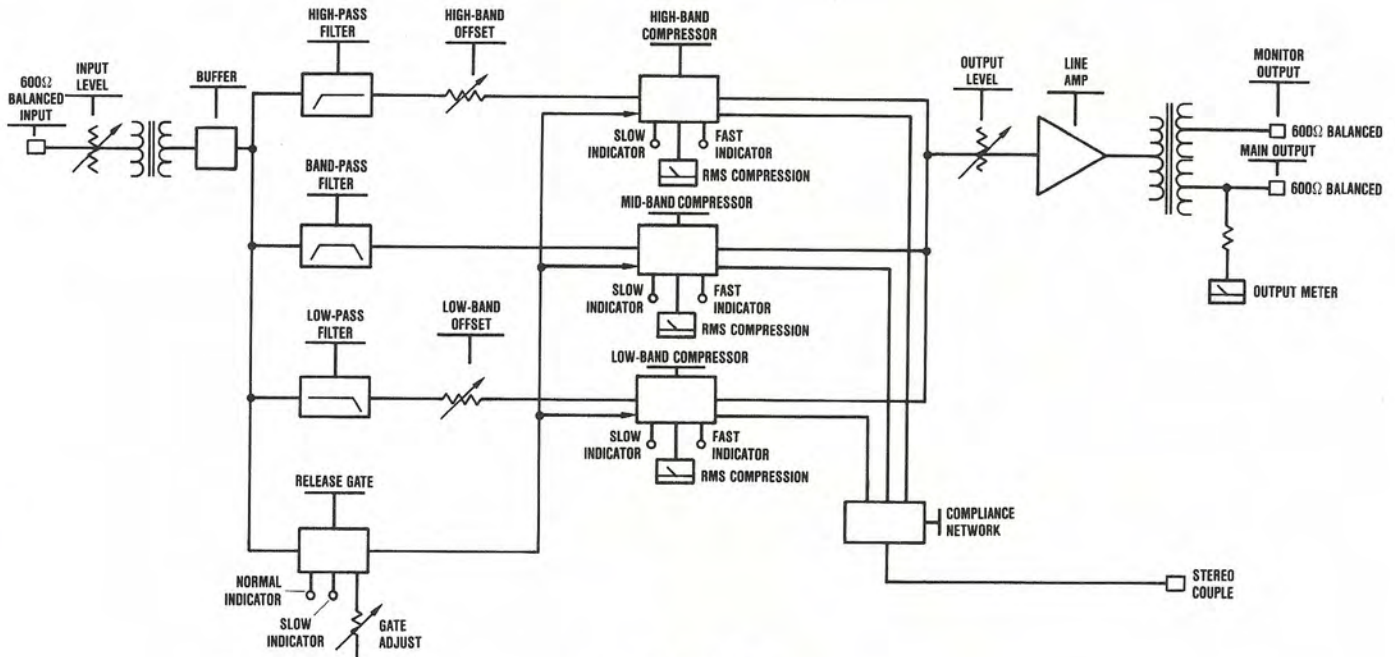 HIGH-PASS
FILTER
HIGH-BAND
OFFSET
HIGH-BAND
COMPRESSOR
600Ω
BALANCED
INPUT
INPUT
LEVEL
BUFFER
SLOW
INDICATOR
FAST
INDICATOR
RMS COMPRESSION
OUTPUT
LEVEL
LINE
AMP
MONITOR
OUTPUT
600Ω BALANCED
MAIN OUTPUT
600Ω BALANCED
OUTPUT METER
BAND-PASS
FILTER
MID-BAND COMPRESSOR
SLOW
INDICATOR
FAST
INDICATOR
RMS COMPRESSION
LOW-PASS
FILTER
LOW-BAND
OFFSET
LOW-BAND COMPRESSOR
SLOW
INDICATOR
FAST
INDICATOR
RMS COMPRESSION
RELEASE GATE
NORMAL
INDICATOR
SLOW
INDICATOR
GATE
ADJUST
COMPLIANCE
NETWORK
STEREO
COUPLE